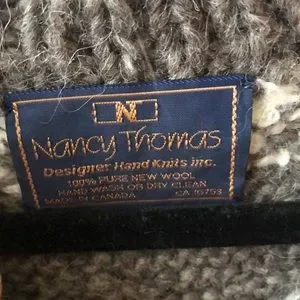 N
Nancy Thomas
Designer Hand Knits inc.
100% PURE NEW WOOL
HAND WASH OR DRY CLEAN
MADE IN CANADA CA 16753